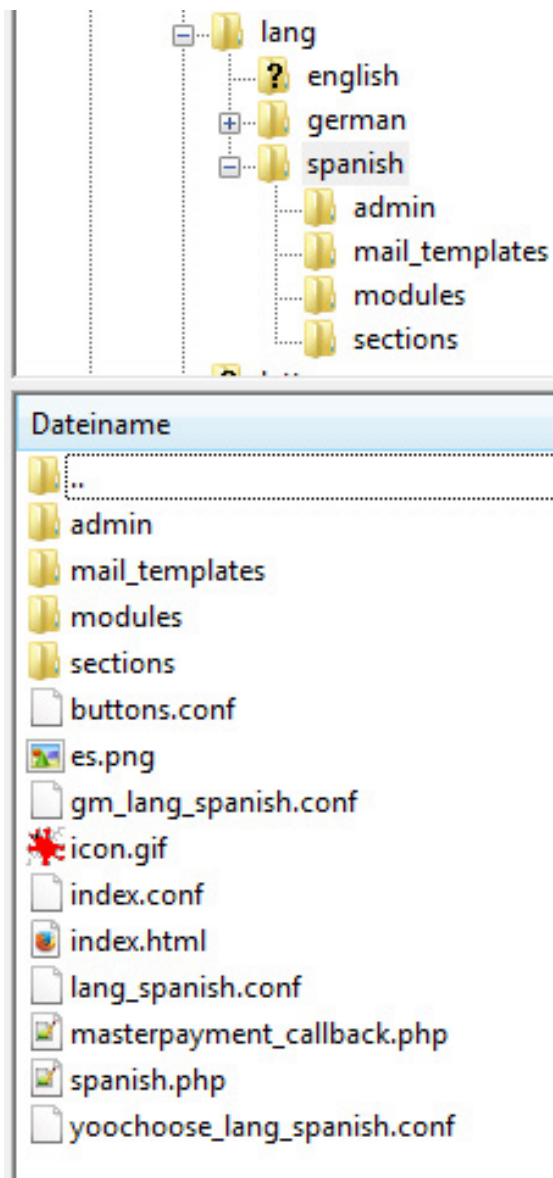 lang
english
german
spanish
admin
mail_templates
modules
sections
Dateiname
..
admin
mail_templates
modules
sections
buttons.conf
es.png
gm_lang_spanish.conf
icon.gif
index.conf
index.html
lang_spanish.conf
masterpayment_callback.php
spanish.php
yoochoose_lang_spanish.conf